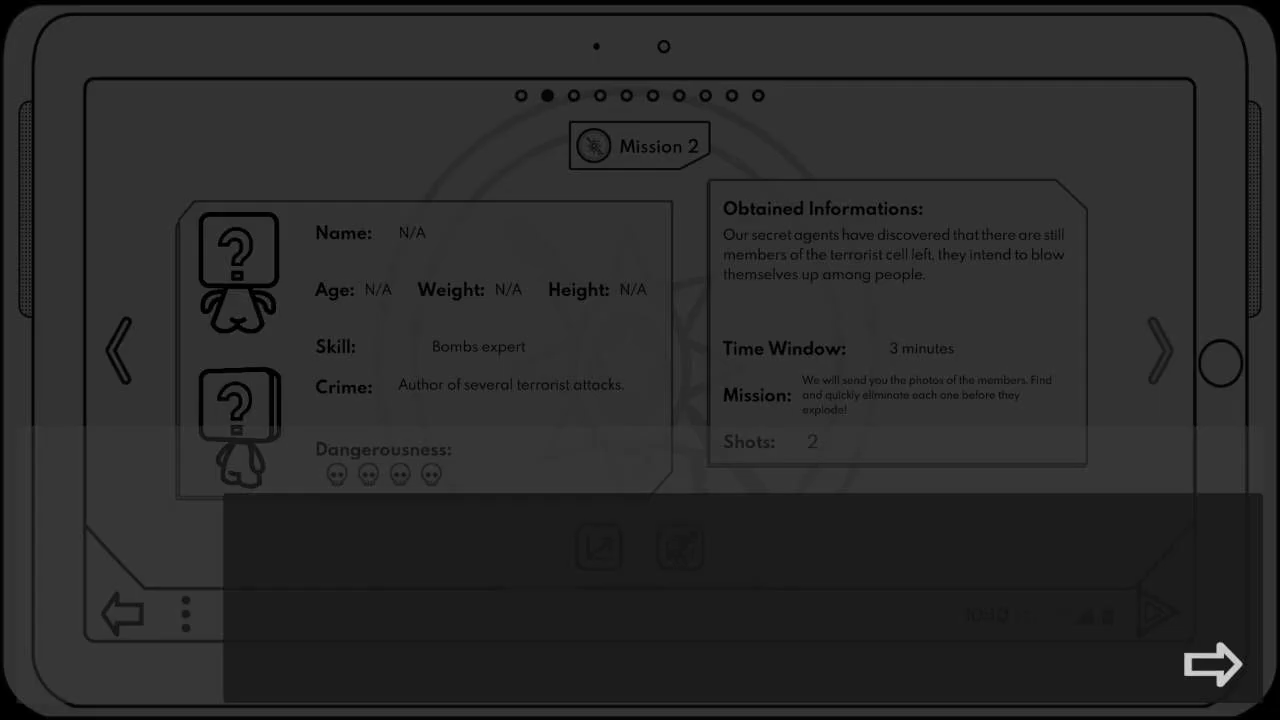 Mission 2
Name: N/A
Age: N/A Weight: N/A Height: N/A
Skill: Bombs expert
Crime: Author of several terrorist attacks.
Dangerousness:
Obtained Informations:
Our secret agents have discovered that there are still
members of the terrorist cell left, they intend to blow
themselves up among people.
Time Window: 3 minutes
Mission: We will send you the photos of the members. Find
and quickly eliminate each one before they
explode!
Shots: 2